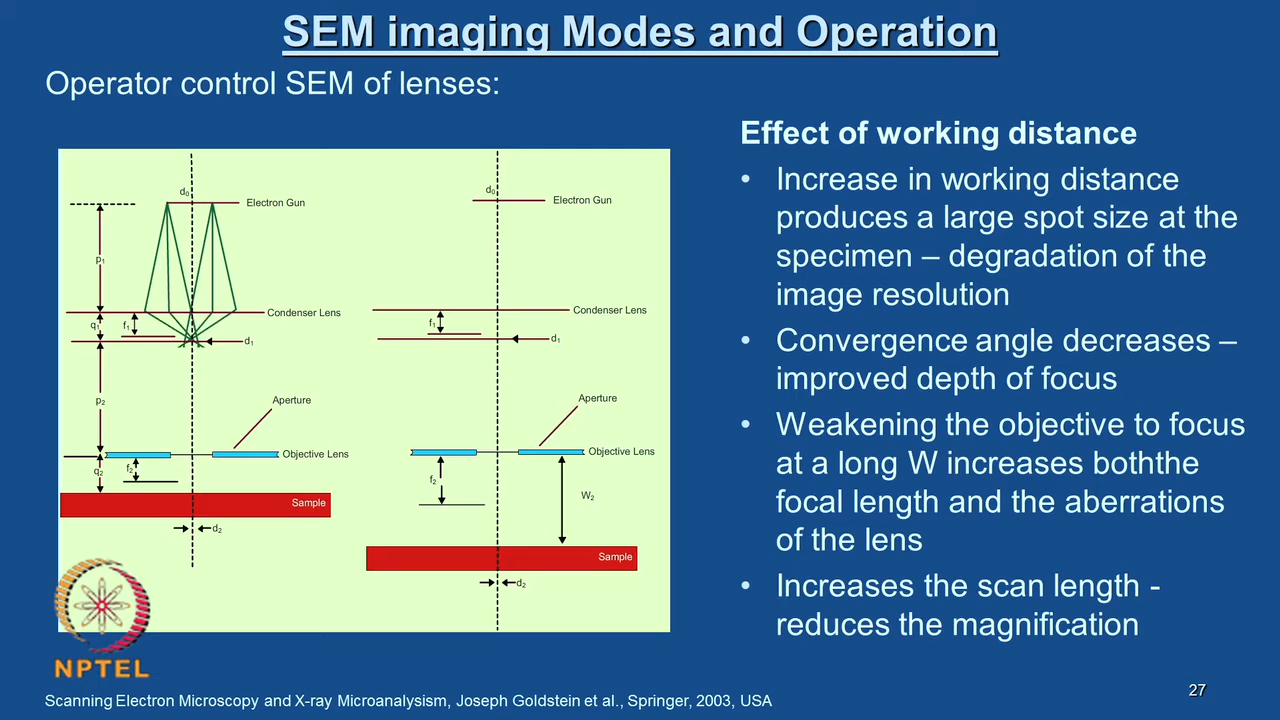 SEM imaging Modes and Operation
Operator control SEM of lenses:
Effect of working distance
• Increase in working distance
produces a large spot size at the
specimen – degradation of the
image resolution
• Convergence angle decreases –
improved depth of focus
• Weakening the objective to focus
at a long W increases boththe
focal length and the aberrations
of the lens
• Increases the scan length -
reduces the magnification
d₀
Electron Gun
p₁
Condenser Lens
q₁
f₁
d₁
p₂
Aperture
Objective Lens
q₂
f₂
Sample
d₂
d₀
Electron Gun
Condenser Lens
f₁
d₁
Aperture
Objective Lens
f₂
W₂
Sample
d₂
NPTEL
Scanning Electron Microscopy and X-ray Microanalysism, Joseph Goldstein et al., Springer, 2003, USA
27